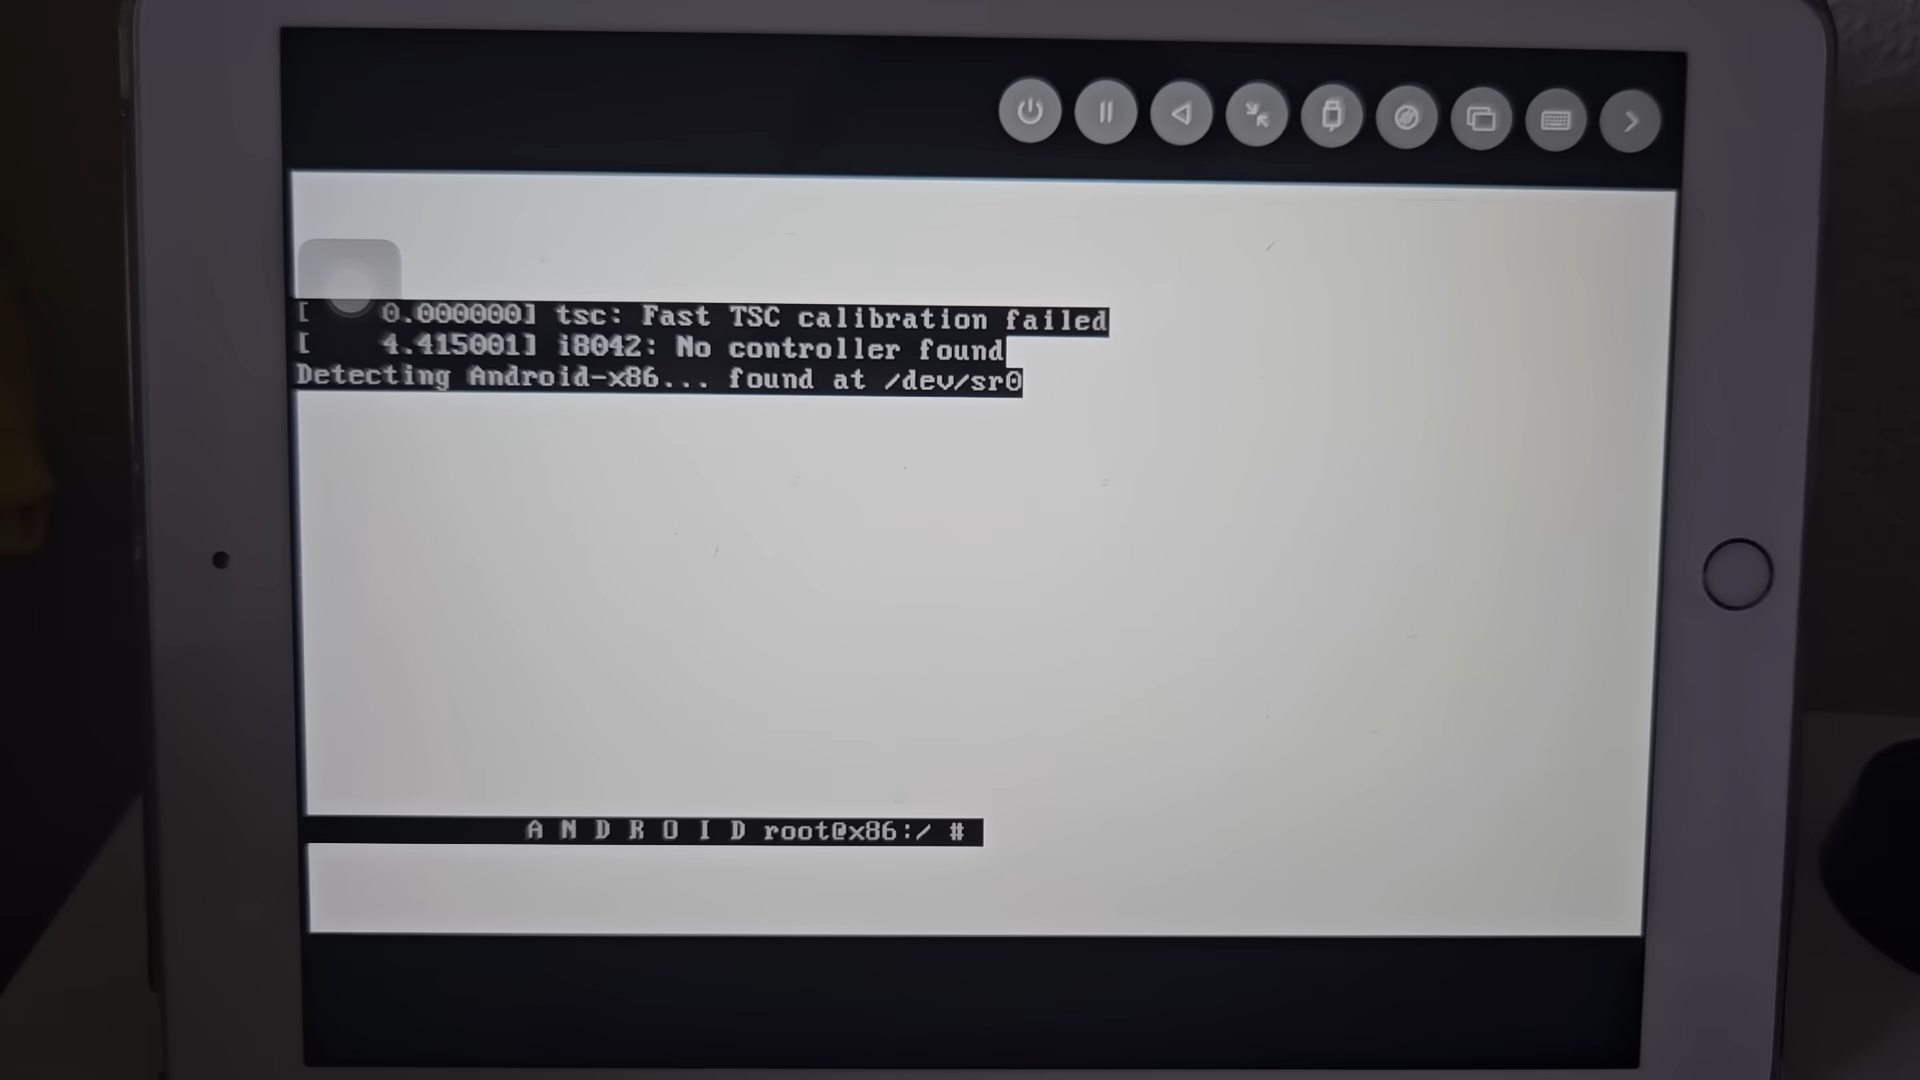 [    0.000000] tsc: Fast TSC calibration failed
[    4.415001] i8042: No controller found
Detecting Android-x86... found at /dev/sr0
A N D R O I D root@x86:/ #